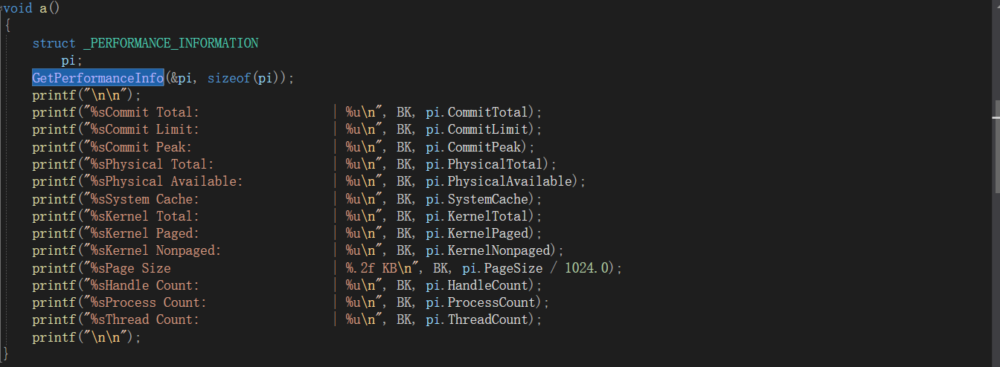 void a()
{
    struct _PERFORMANCE_INFORMATION
        pi;
    GetPerformanceInfo(&pi, sizeof(pi));
    printf("\n\n");
    printf("%sCommit Total:                  | %u\n", BK, pi.CommitTotal);
    printf("%sCommit Limit:                  | %u\n", BK, pi.CommitLimit);
    printf("%sCommit Peak:                   | %u\n", BK, pi.CommitPeak);
    printf("%sPhysical Total:                | %u\n", BK, pi.PhysicalTotal);
    printf("%sPhysical Available:            | %u\n", BK, pi.PhysicalAvailable);
    printf("%sSystem Cache:                  | %u\n", BK, pi.SystemCache);
    printf("%sKernel Total:                  | %u\n", BK, pi.KernelTotal);
    printf("%sKernel Paged:                  | %u\n", BK, pi.KernelPaged);
    printf("%sKernel Nonpaged:               | %u\n", BK, pi.KernelNonpaged);
    printf("%sPage Size                      | %.2f KB\n", BK, pi.PageSize / 1024.0);
    printf("%sHandle Count:                  | %u\n", BK, pi.HandleCount);
    printf("%sProcess Count:                 | %u\n", BK, pi.ProcessCount);
    printf("%sThread Count:                  | %u\n", BK, pi.ThreadCount);
    printf("\n\n");
}